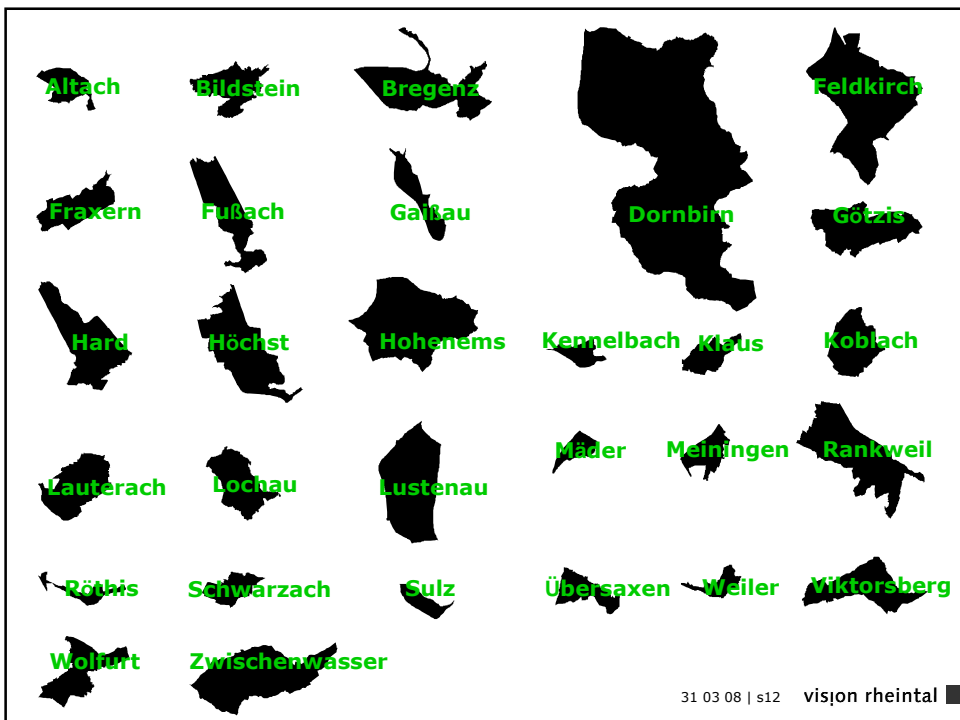 Altach
Bildstein
Bregenz
Feldkirch
Fraxern
Fußach
Gaißau
Dornbirn
Götzis
Hard
Höchst
Hohenems
Kennelbach
Klaus
Koblach
Lauterach
Lochau
Lustenau
Mäder
Meiningen
Rankweil
Röthis
Schwarzach
Sulz
Übersaxen
Weiler
Viktorsberg
Wolfurt
Zwischenwasser
31 03 08 | s12
vision rheintal